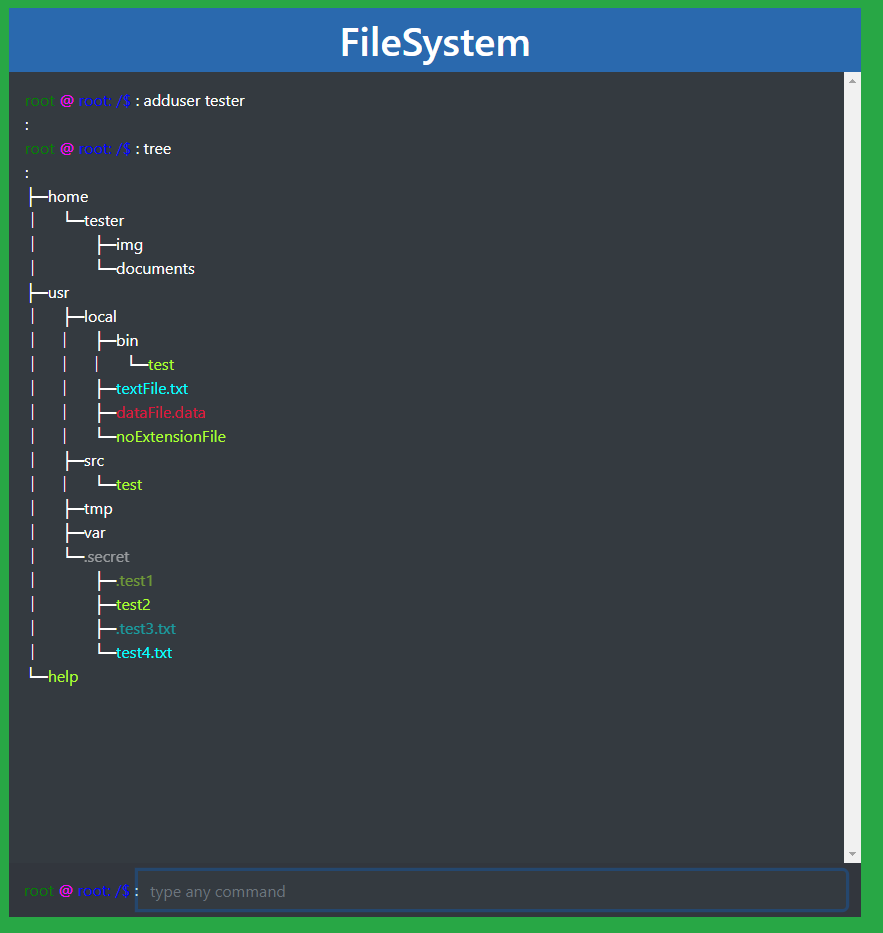 FileSystem
root @ root: /$ : adduser tester
:
root @ root: /$ : tree
:
├─home
│ └─tester
│ ├─img
│ └─documents
├─usr
│ ├─local
│ │ ├─bin
│ │ │ └─test
│ │ ├─textFile.txt
│ │ ├─dataFile.data
│ │ └─noExtensionFile
│ ├─src
│ │ └─test
│ ├─tmp
│ ├─var
│ └─.secret
│ ├─.test1
│ ├─test2
│ ├─.test3.txt
│ └─test4.txt
└─help
root @ root: /$ : type any command